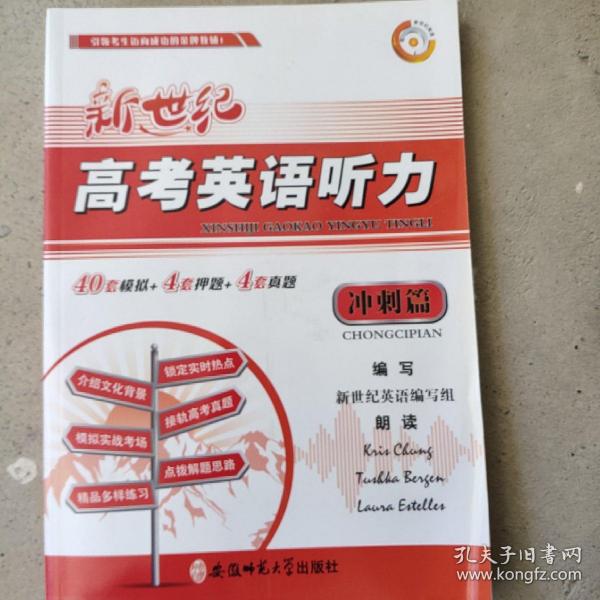 引领考生迈向成功的金牌教辅!
新世纪
高考英语听力
XINSHIJI GAOKAO YINGYU TINGLI
40套模拟+4套押题+4套真题
冲刺篇
CHONGCIPIAN
锁定实时热点
介绍文化背景
接轨高考真题
模拟实战考场
点拨解题思路
精品多样练习
编写
新世纪英语编写组
朗读
Kris Chung
Tushka Bergen
Laura Estelles
安徽师范大学出版社
孔夫子旧书网
www.kongfz.com